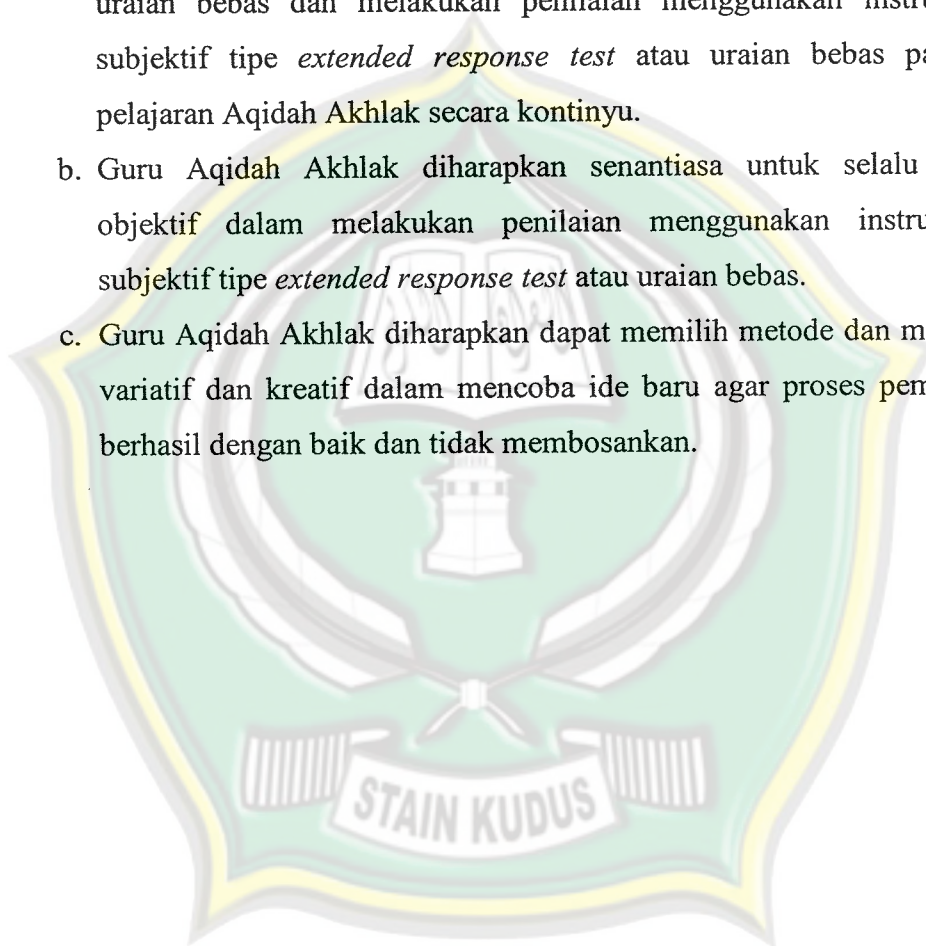 uraian bebas dan melakukan penilaian menggunakan
subjektif tipe extended response test atau uraian bebas
pelajaran Aqidah Akhlak secara kontinyu.
b. Guru Aqidah Akhlak diharapkan senantiasa untuk selalu
objektif dalam melakukan penilaian menggunakan
subjektif tipe extended response test atau uraian bebas.
c. Guru Aqidah Akhlak diharapkan dapat memilih metode dan
variatif dan kreatif dalam mencoba ide baru agar proses
berhasil dengan baik dan tidak membosankan.
STAIN KUDUS